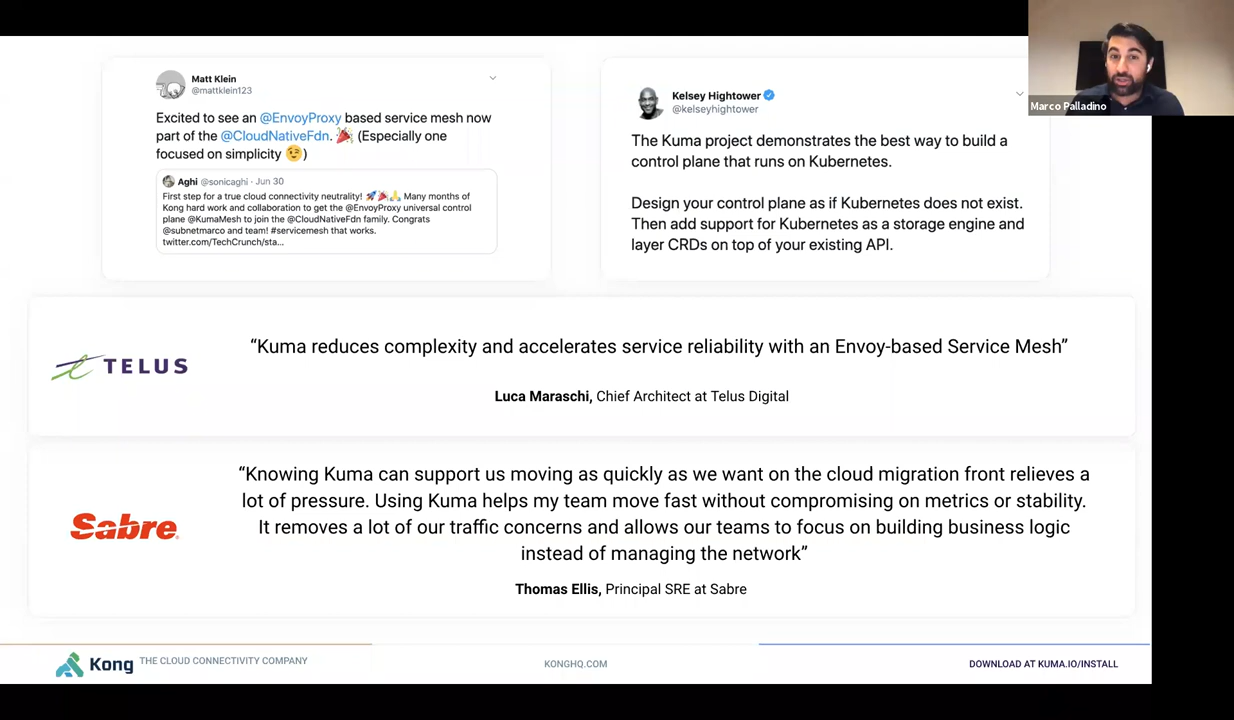 Matt Klein
@mattklein123
Excited to see an @EnvoyProxy based service mesh now
part of the @CloudNativeFdn. 🎉 (Especially one
focused on simplicity 😉)
Aghi @sonicaghi - Jun 30
First step for a true cloud connectivity neutrality! 🚀🎉🙏 Many months of
Kong hard work and collaboration to get the @EnvoyProxy universal control
plane @KumaMesh to join the @CloudNativeFdn family. Congrats
@subnetmarco and team! #servicemesh that works.
twitter.com/TechCrunch/sta...
Kelsey Hightower
@kelseyhightower
The Kuma project demonstrates the best way to build a
control plane that runs on Kubernetes.
Design your control plane as if Kubernetes does not exist.
Then add support for Kubernetes as a storage engine and
layer CRDs on top of your existing API.
Marco Palladino
TELUS
“Kuma reduces complexity and accelerates service reliability with an Envoy-based Service Mesh”
Luca Maraschi, Chief Architect at Telus Digital
Sabre
“Knowing Kuma can support us moving as quickly as we want on the cloud migration front relieves a
lot of pressure. Using Kuma helps my team move fast without compromising on metrics or stability.
It removes a lot of our traffic concerns and allows our teams to focus on building business logic
instead of managing the network”
Thomas Ellis, Principal SRE at Sabre
Kong THE CLOUD CONNECTIVITY COMPANY
KONGHQ.COM
DOWNLOAD AT KUMA.IO/INSTALL